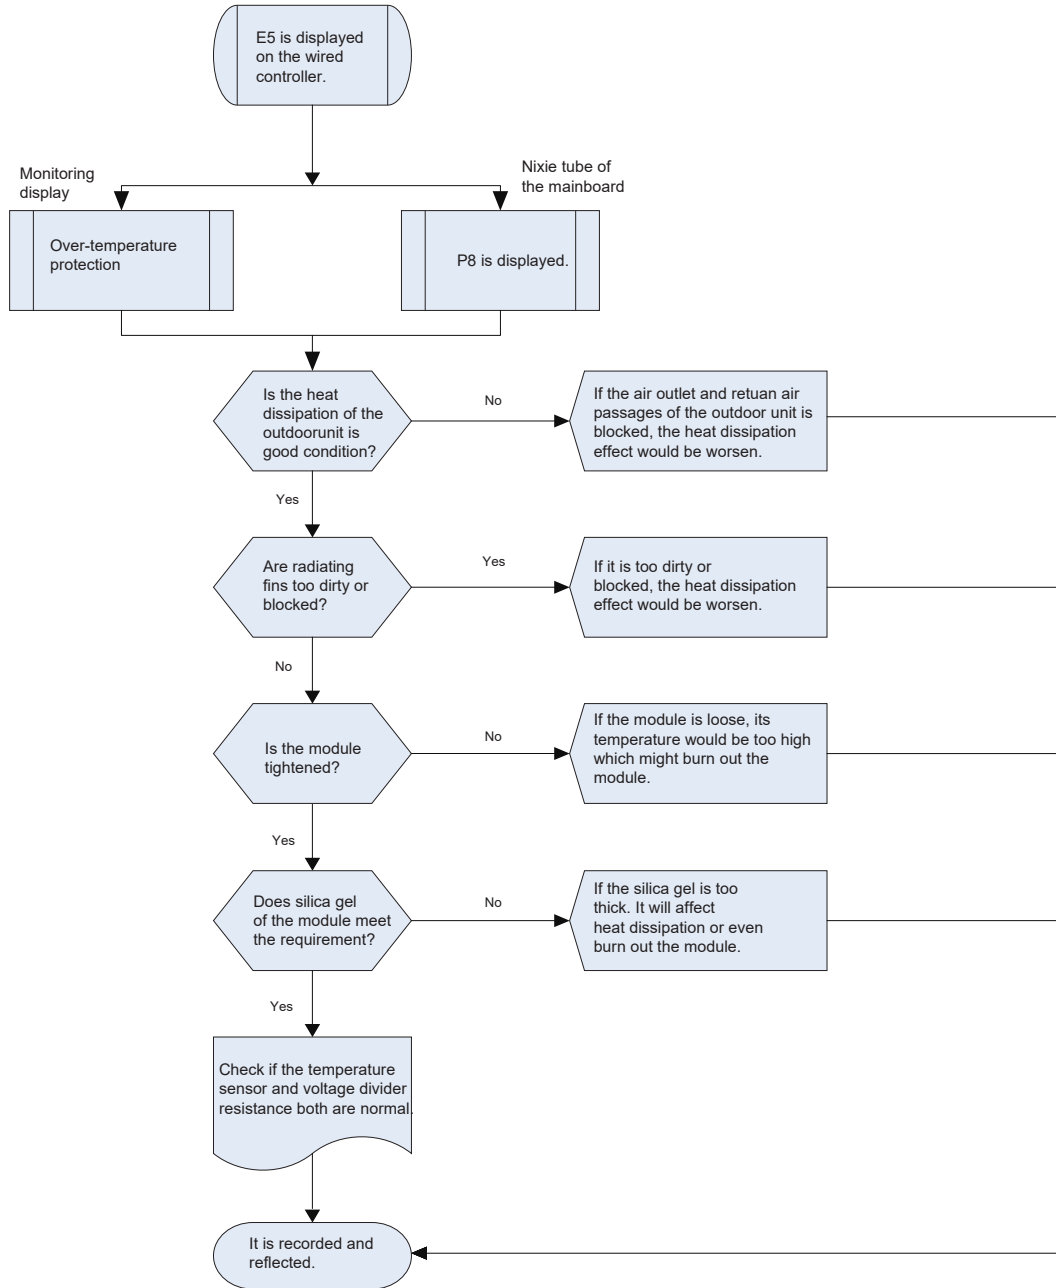 E5 is displayed
on the wired
controller.
Monitoring
display
Nixie tube of
the mainboard
Over-temperature
protection
P8 is displayed.
Is the heat
dissipation of the
outdoorunit is
good condition?
No
If the air outlet and retuan air
passages of the outdoor unit is
blocked, the heat dissipation
effect would be worsen.
Yes
Are radiating
fins too dirty or
blocked?
Yes
If it is too dirty or
blocked, the heat dissipation
effect would be worsen.
No
Is the module
tightened?
No
If the module is loose, its
temperature would be too high
which might burn out the
module.
Yes
Does silica gel
of the module meet
the requirement?
No
If the silica gel is too
thick. It will affect
heat dissipation or even
burn out the module.
Yes
Check if the temperature
sensor and voltage divider
resistance both are normal.
It is recorded and
reflected.